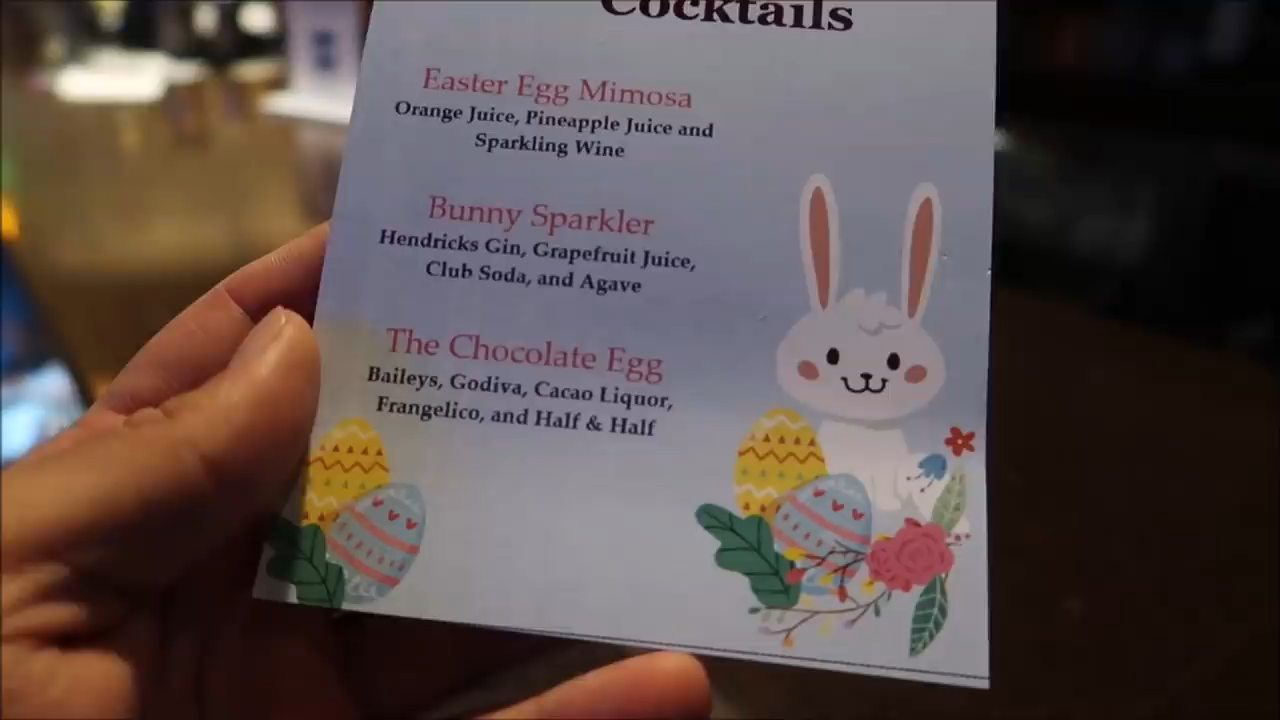 Cocktails
Easter Egg Mimosa
Orange Juice, Pineapple Juice and
Sparkling Wine
Bunny Sparkler
Hendricks Gin, Grapefruit Juice,
Club Soda, and Agave
The Chocolate Egg
Baileys, Godiva, Cacao Liquor,
Frangelico, and Half & Half